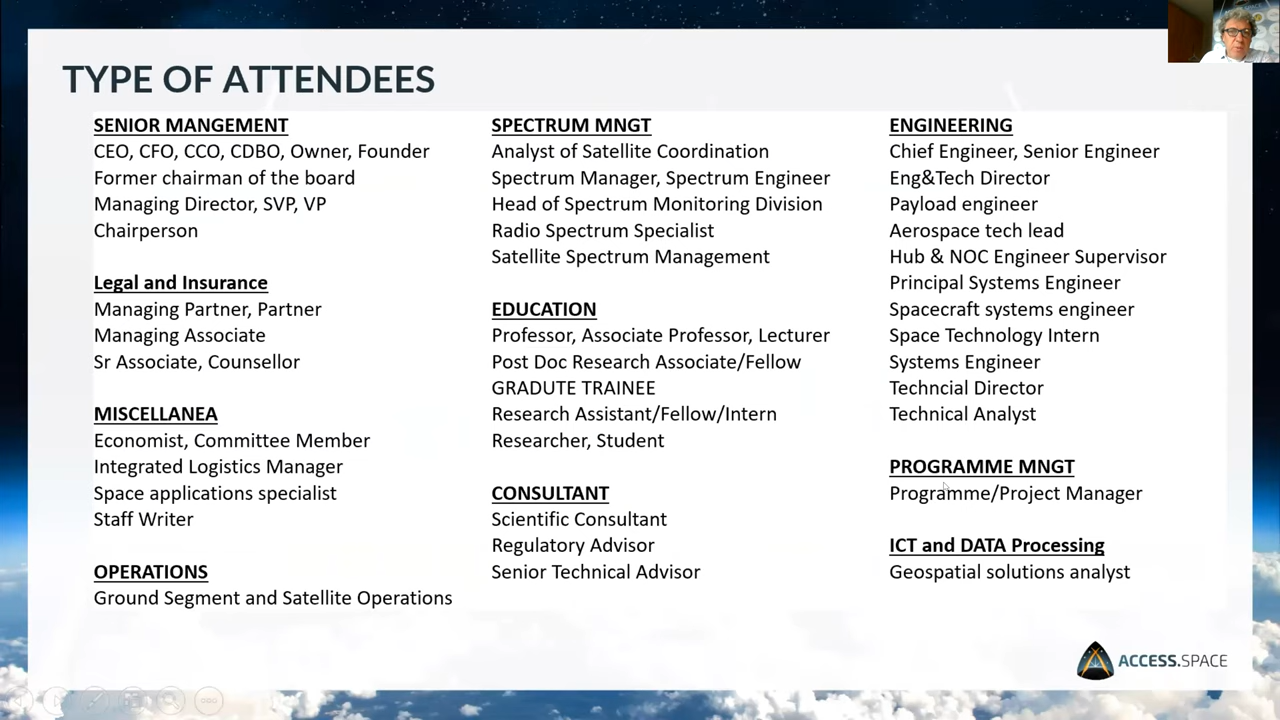 TYPE OF ATTENDEES
SENIOR MANGEMENT
CEO, CFO, CCO, CDBO, Owner, Founder
Former chairman of the board
Managing Director, SVP, VP
Chairperson
Legal and Insurance
Managing Partner, Partner
Managing Associate
Sr Associate, Counsellor
MISCELLANEA
Economist, Committee Member
Integrated Logistics Manager
Space applications specialist
Staff Writer
OPERATIONS
Ground Segment and Satellite Operations
SPECTRUM MNGT
Analyst of Satellite Coordination
Spectrum Manager, Spectrum Engineer
Head of Spectrum Monitoring Division
Radio Spectrum Specialist
Satellite Spectrum Management
EDUCATION
Professor, Associate Professor, Lecturer
Post Doc Research Associate/Fellow
GRADUTE TRAINEE
Research Assistant/Fellow/Intern
Researcher, Student
CONSULTANT
Scientific Consultant
Regulatory Advisor
Senior Technical Advisor
ENGINEERING
Chief Engineer, Senior Engineer
Eng&Tech Director
Payload engineer
Aerospace tech lead
Hub & NOC Engineer Supervisor
Principal Systems Engineer
Spacecraft systems engineer
Space Technology Intern
Systems Engineer
Techncial Director
Technical Analyst
PROGRAMME MNGT
Programme/Project Manager
ICT and DATA Processing
Geospatial solutions analyst
ACCESS.SPACE